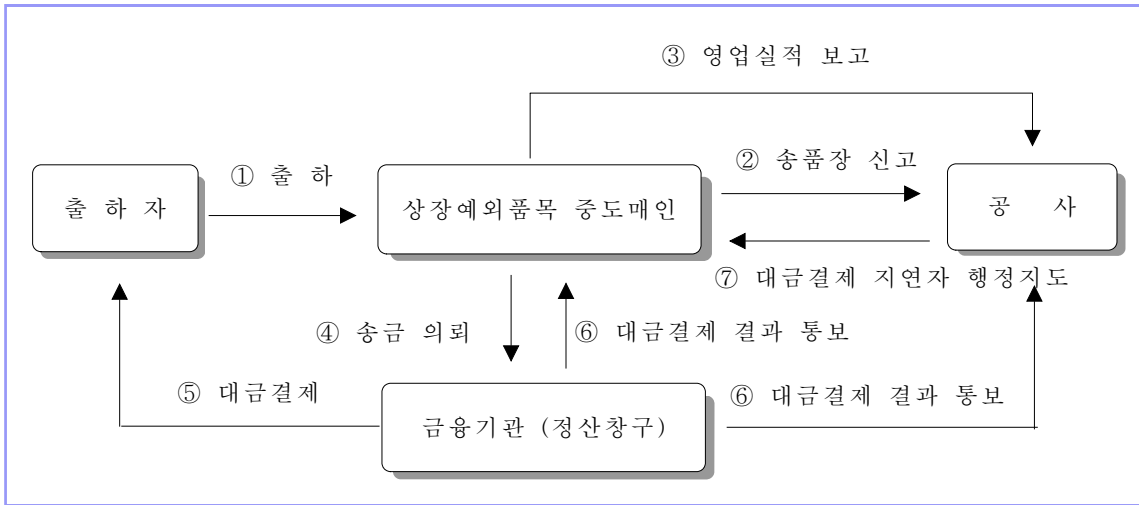 ③ 영업실적 보고
① 출 하
② 송품장 신고
출 하 자
상장예외품목 중도매인
공 사
⑦ 대금결제 지연자 행정지도
④ 송금 의뢰
⑥ 대금결제 결과 통보
⑤ 대금결제
⑥ 대금결제 결과 통보
금융기관 (정산창구)